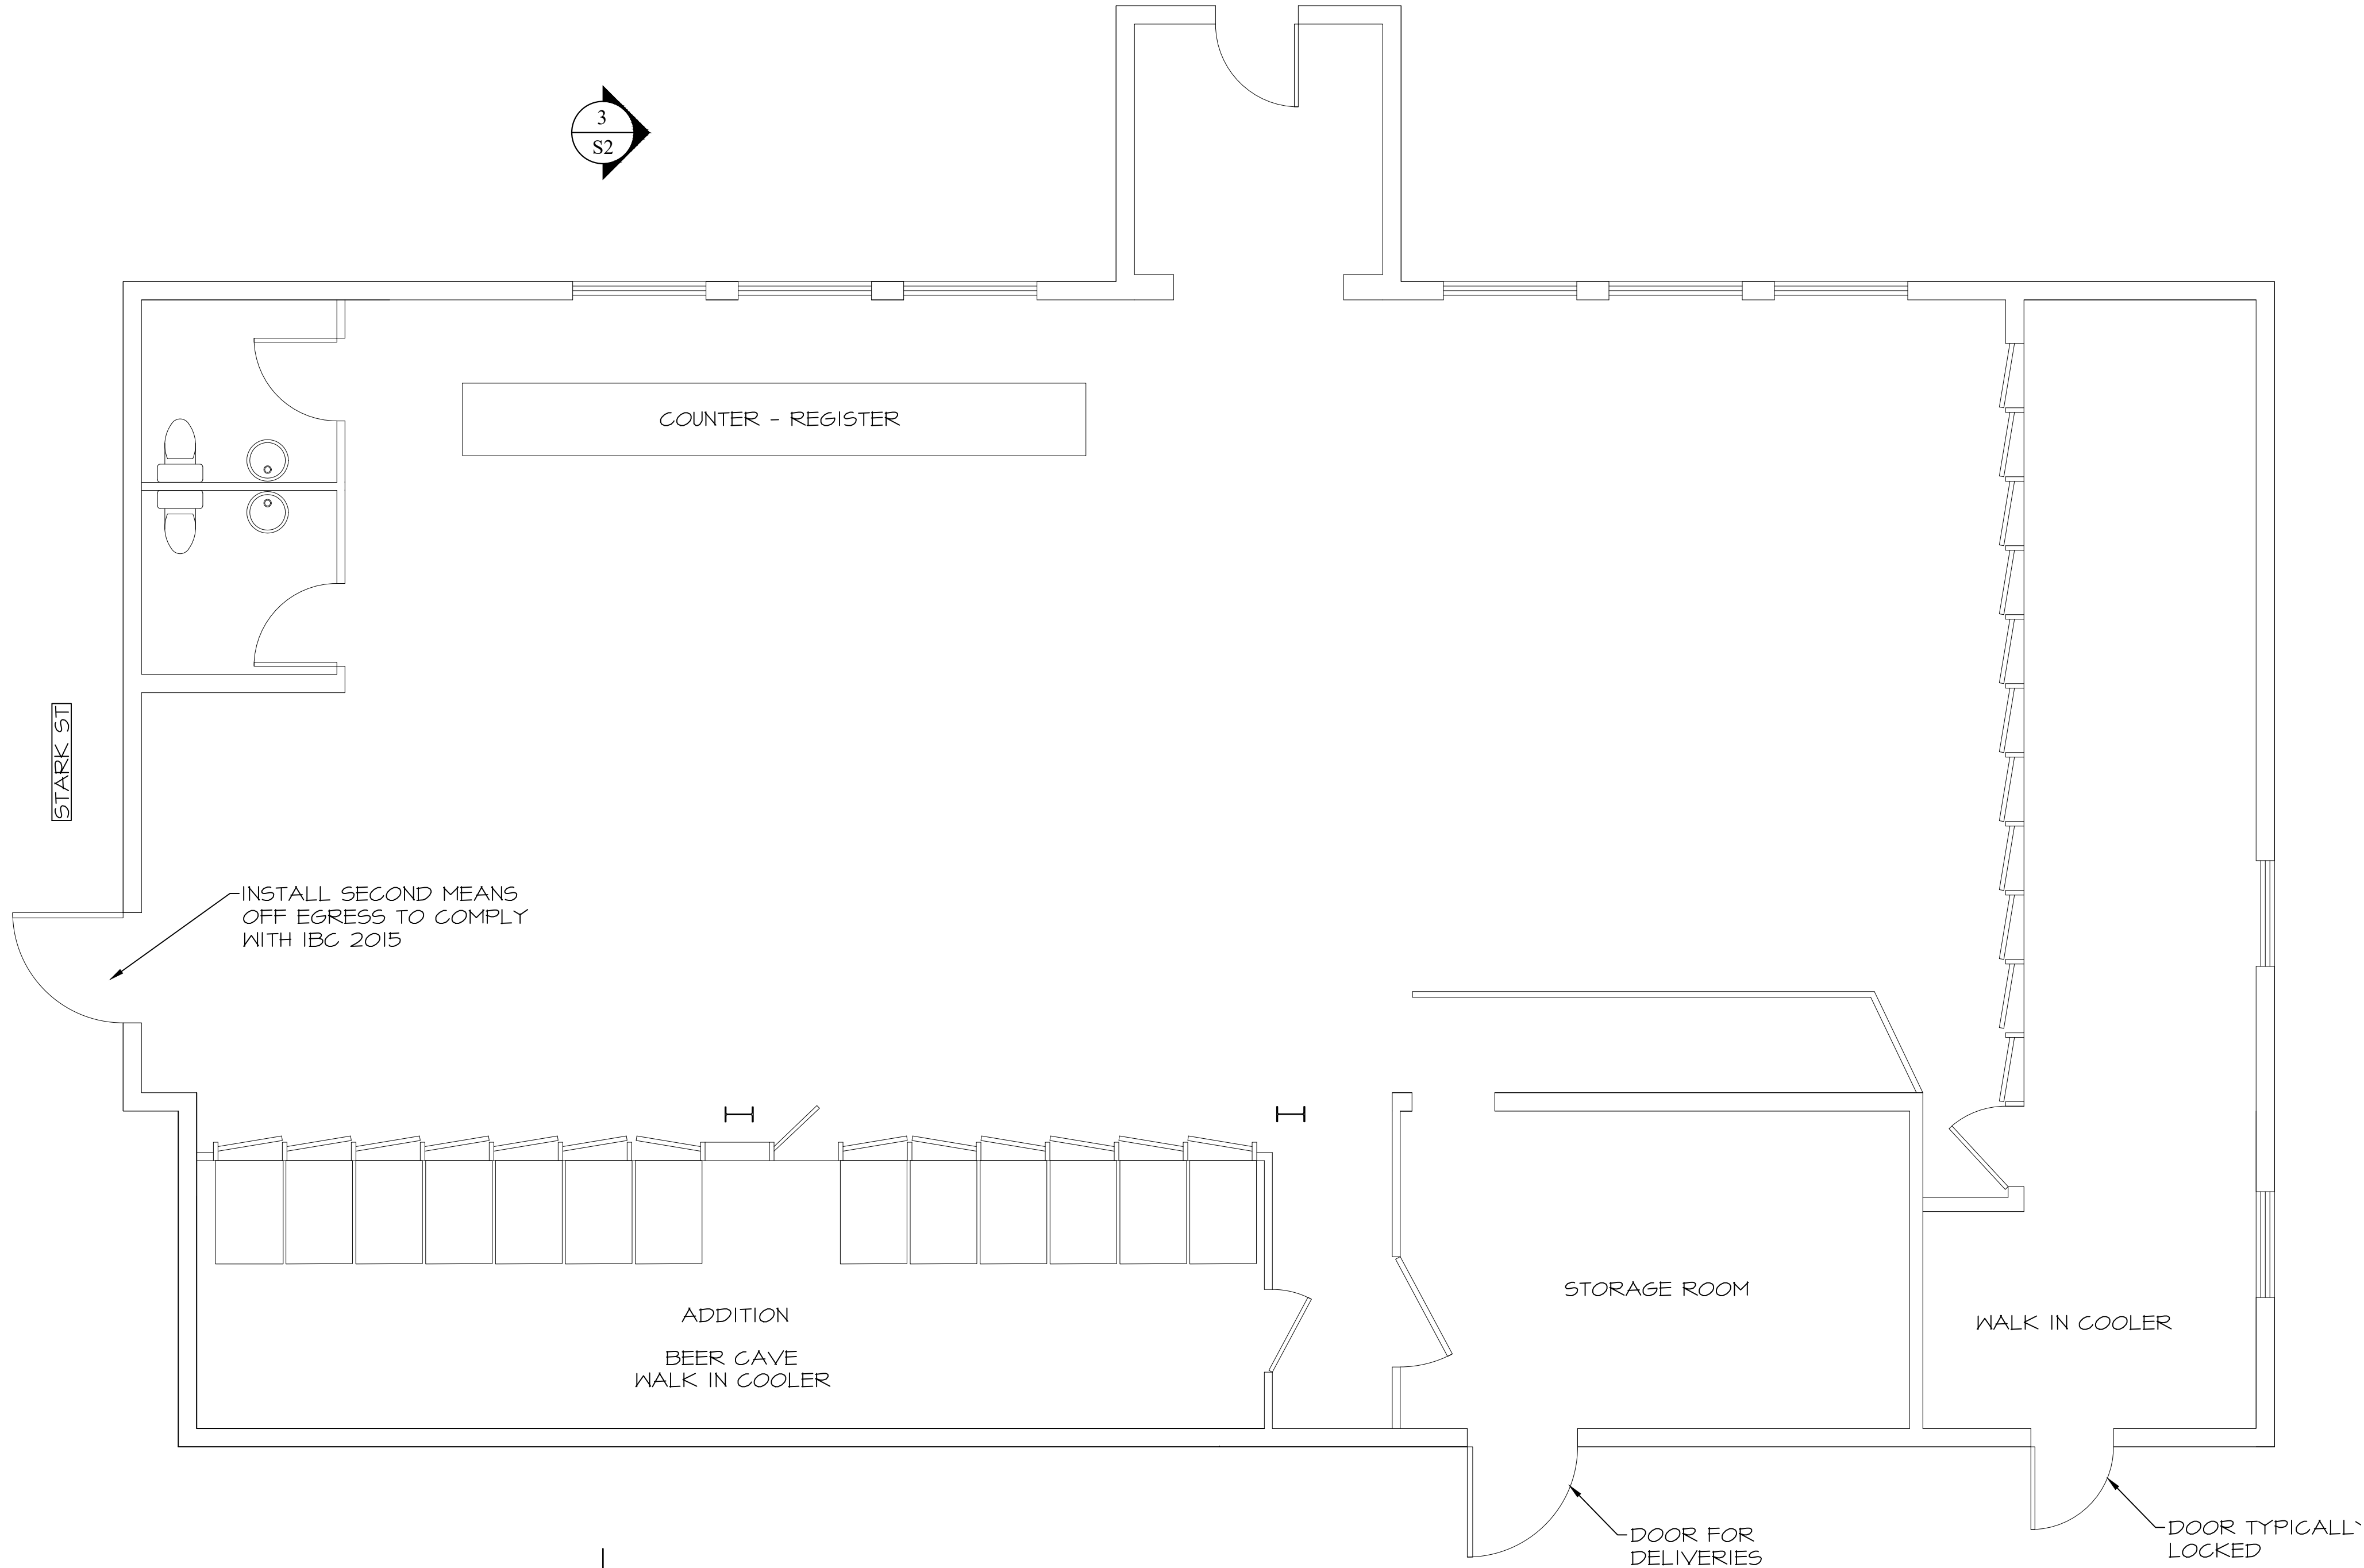 3
S2
COUNTER - REGISTER
STARK ST
INSTALL SECOND MEANS
OFF EGRESS TO COMPLY
WITH IBC 2015
STORAGE ROOM
ADDITION
WALK IN COOLER
BEER CAVE
WALK IN COOLER
DOOR FOR
DELIVERIES
DOOR TYPICALL
LOCKED